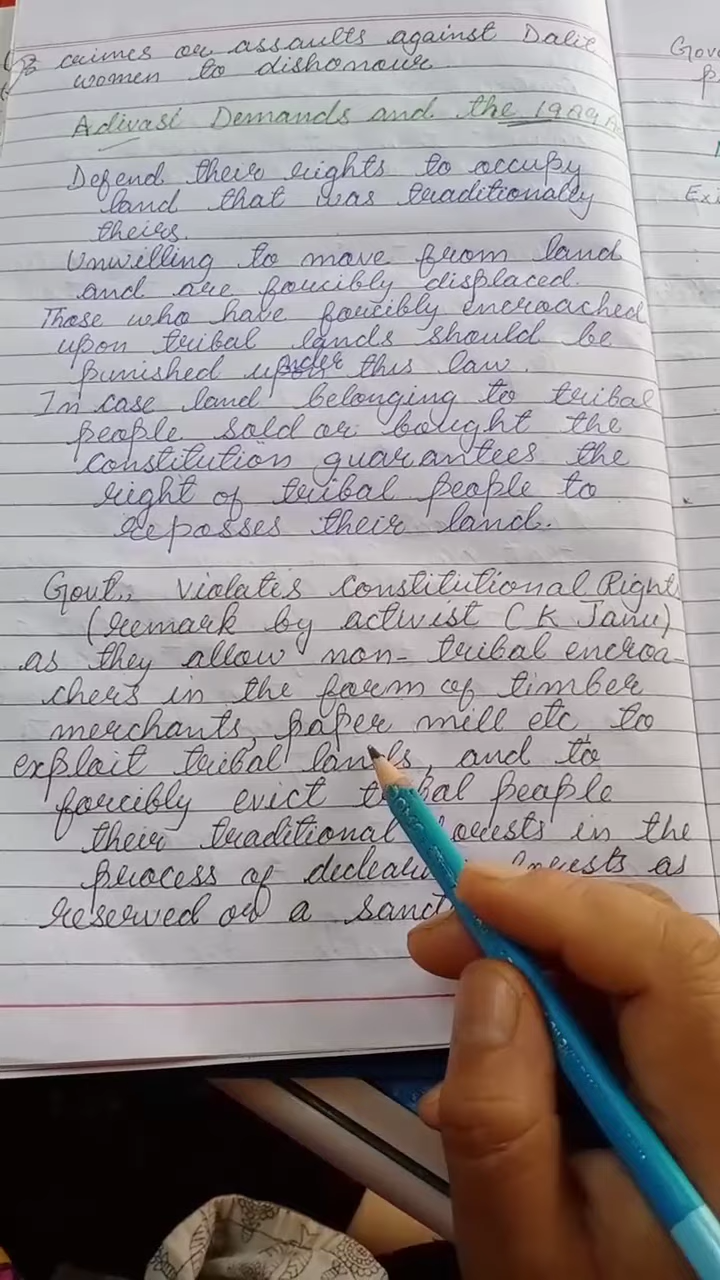 crimes or assaults against Dalit
women to dishonour
Adivasi Demands and the 1989
Defend their rights to occupy
land that was traditionally
theirs.
Unwilling to move from land
and are forcibly displaced.
Those who have forcibly encroached
upon tribal lands should be
punished under this law.
In case land belonging to tribal
people sold or bought the
constitution guarantees the
right of tribal people to
reposses their land.
Govt., violates Constitutional Right
(remark by activist C K Janu)
as they allow non-tribal encroa-
chers in the form of timber
merchants, paper mill etc to
exploit tribal lands, and to
forcibly evict tribal people
their traditional forests in the
process of forests as
reserved or a
Gov
Ex